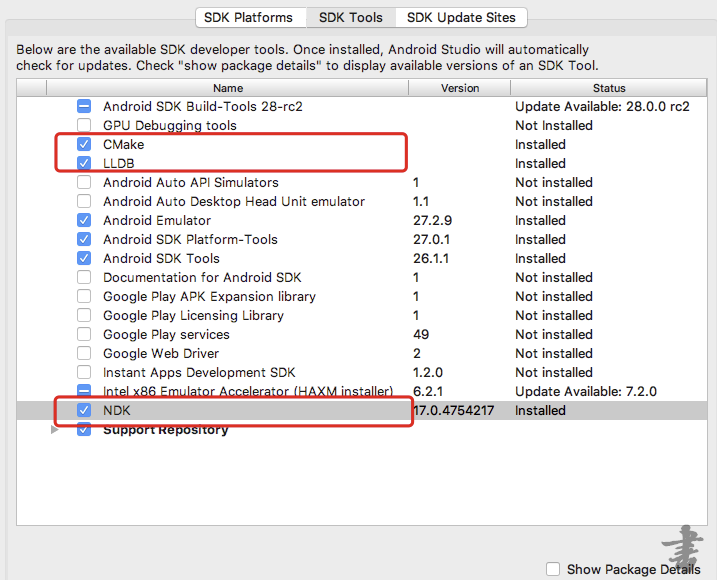 SDK Platforms SDK Tools SDK Update Sites
Below are the available SDK developer tools. Once installed, Android Studio will automatically
check for updates. Check "show package details" to display available versions of an SDK Tool.
Name Version Status
Android SDK Build-Tools 28-rc2 Update Available: 28.0.0 rc2
GPU Debugging tools Not Installed
CMake Installed
LLDB Installed
Android Auto API Simulators 1 Not installed
Android Auto Desktop Head Unit emulator 1.1 Not installed
Android Emulator 27.2.9 Installed
Android SDK Platform-Tools 27.0.1 Installed
Android SDK Tools 26.1.1 Installed
Documentation for Android SDK 1 Not installed
Google Play APK Expansion library 1 Not installed
Google Play Licensing Library 1 Not installed
Google Play services 49 Not installed
Google Web Driver 2 Not installed
Instant Apps Development SDK 1.2.0 Not installed
Intel x86 Emulator Accelerator (HAXM installer) 6.2.1 Update Available: 7.2.0
NDK 17.0.4754217 Installed
Support Repository
書
Show Package Details